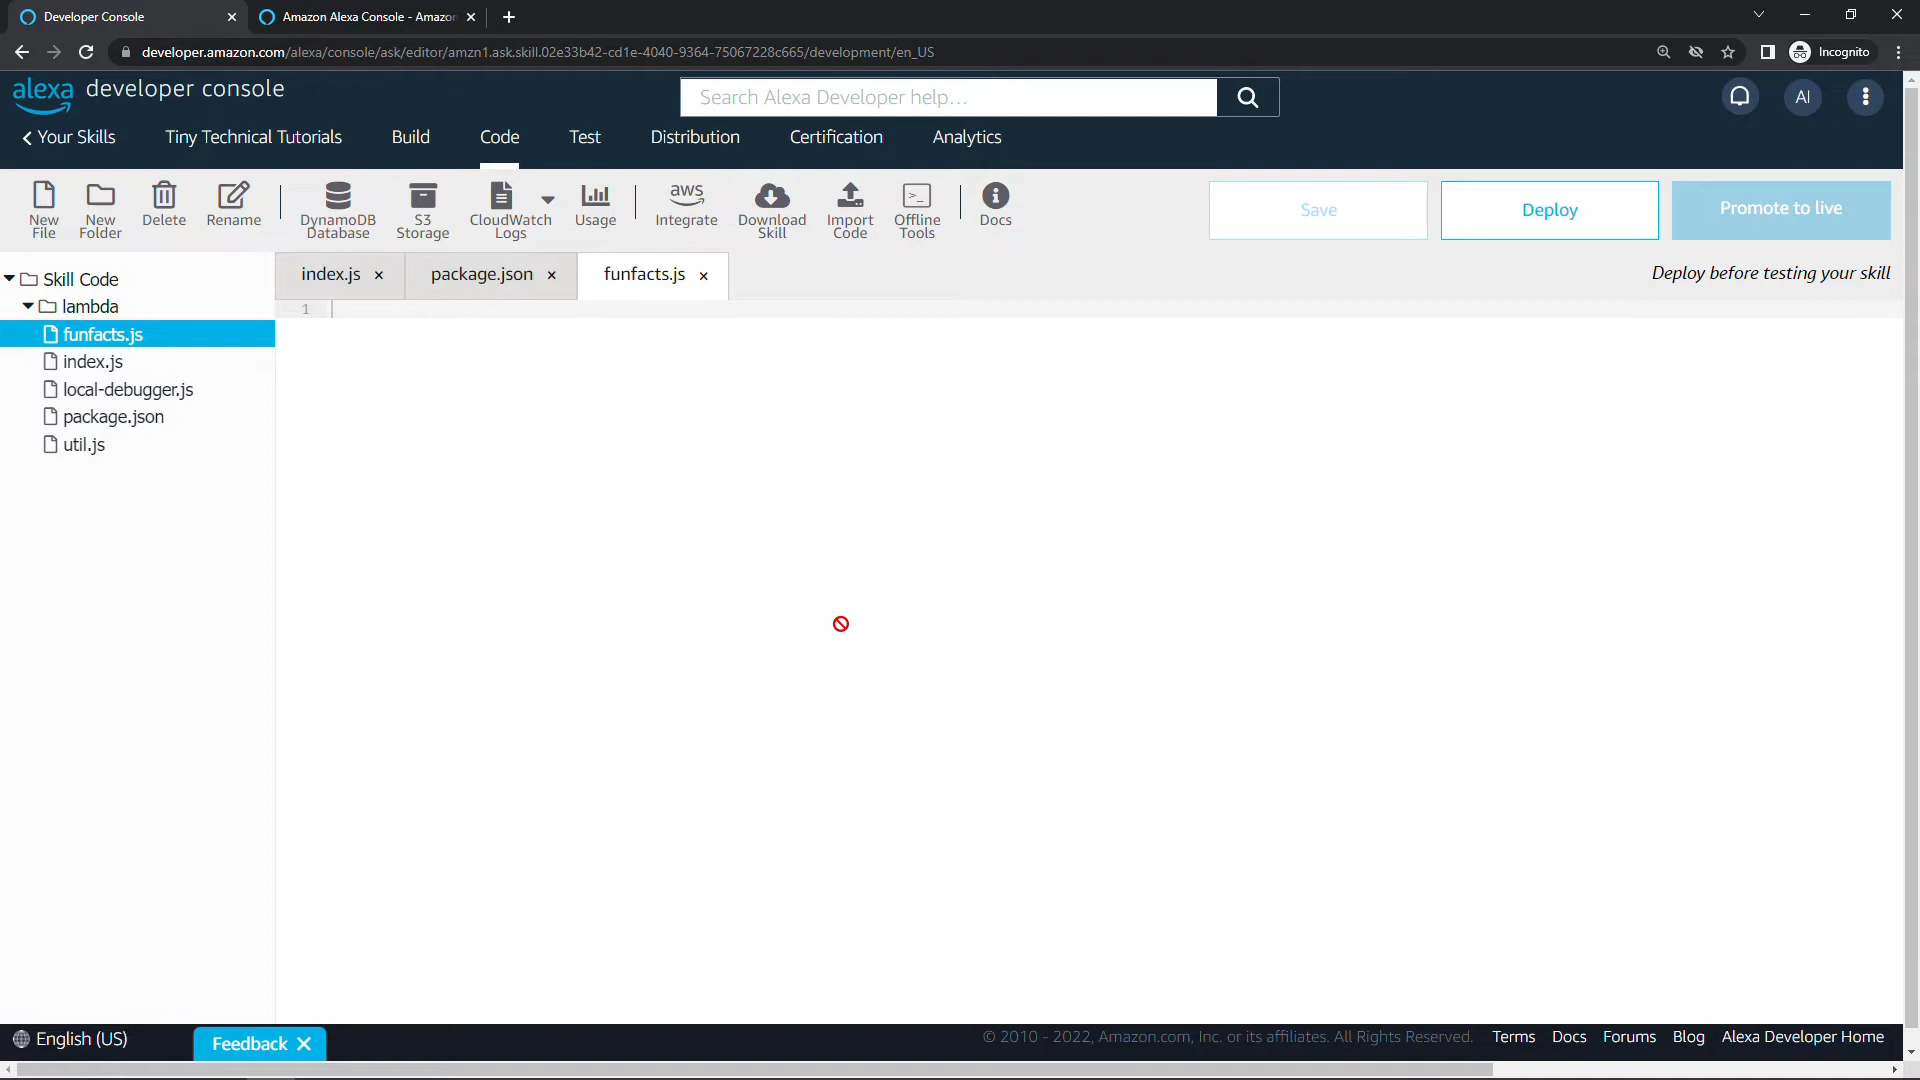 Developer Console
Amazon Alexa Console - Amazon
developer.amazon.com/alexa/console/ask/editor/amzn1.ask.skill.02e33b42-cd1e-4040-9364-75067228c665/development/en_US
Incognito
alexa developer console
Search Alexa Developer help...
AI
Your Skills
Tiny Technical Tutorials
Build
Code
Test
Distribution
Certification
Analytics
New File
New Folder
Delete
Rename
DynamoDB Database
S3 Storage
CloudWatch Logs
Usage
aws Integrate
Download Skill
Import Code
Offline Tools
Docs
Save
Deploy
Promote to live
Skill Code
lambda
funfacts.js
index.js
local-debugger.js
package.json
util.js
index.js
package.json
funfacts.js
Deploy before testing your skill
1
English (US)
Feedback
© 2010 - 2022, Amazon.com, Inc. or its affiliates. All Rights Reserved.
Terms
Docs
Forums
Blog
Alexa Developer Home